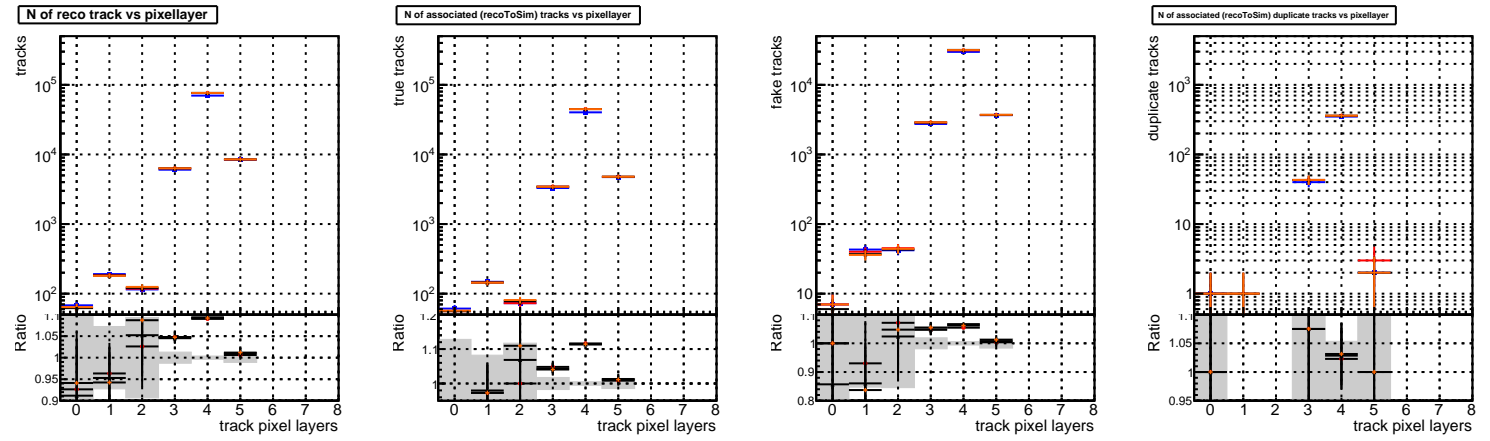 N of reco track vs pixellayer
tracks
10^5
10^4
10^3
10^2
Ratio
1.1
1.05
1
0.95
0.9
0 1 2 3 4 5 6 7 8
track pixel layers
N of associated (recoToSim) tracks vs pixellayer
true tracks
10^5
10^4
10^3
10^2
Ratio
1.2
1.1
1
0 1 2 3 4 5 6 7 8
track pixel layers
fake tracks
10^4
10^3
10^2
10
Ratio
1.1
1
0.9
0.8
0 1 2 3 4 5 6 7 8
track pixel layers
N of associated (recoToSim) duplicate tracks vs pixellayer
duplicate tracks
10^3
10^2
10
1
Ratio
1.1
1.05
1
0.95
0 1 2 3 4 5 6 7 8
track pixel layers